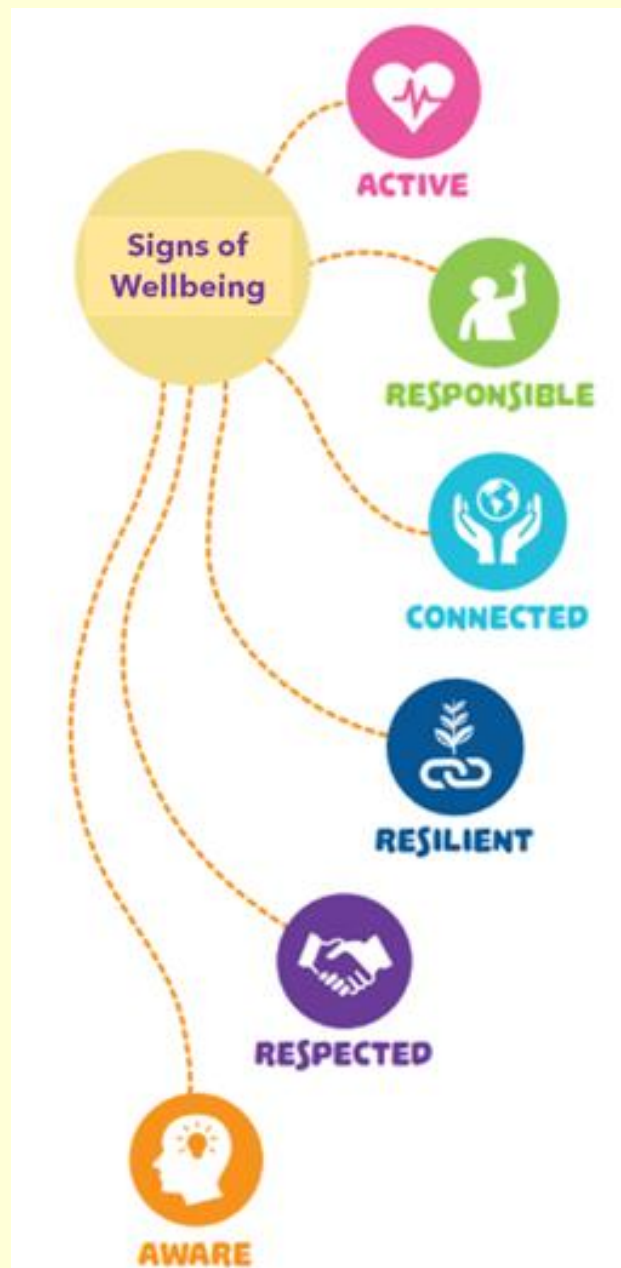 Signs of
Wellbeing
ACTIVE
RESPONSIBLE
CONNECTED
RESILIENT
RESPECTED
AWARE